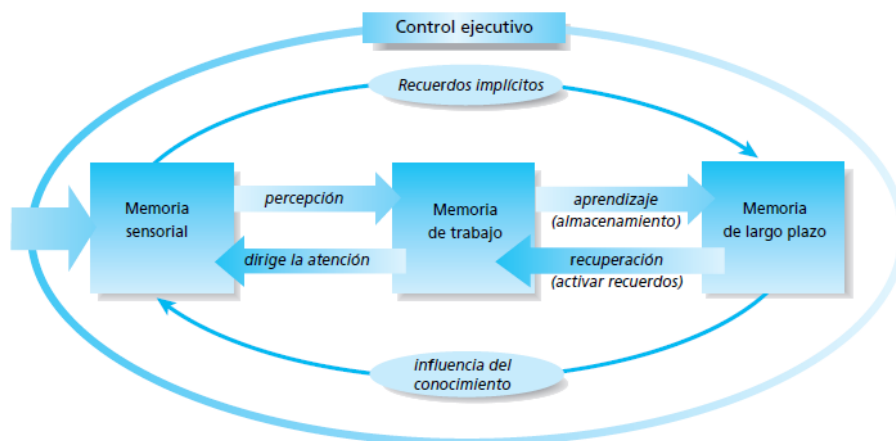 Control ejecutivo
Recuerdos implícitos
Memoria
sensorial
percepción
dirige la atención
Memoria
de trabajo
aprendizaje
(almacenamiento)
recuperación
(activar recuerdos)
Memoria
de largo plazo
influencia del
conocimiento